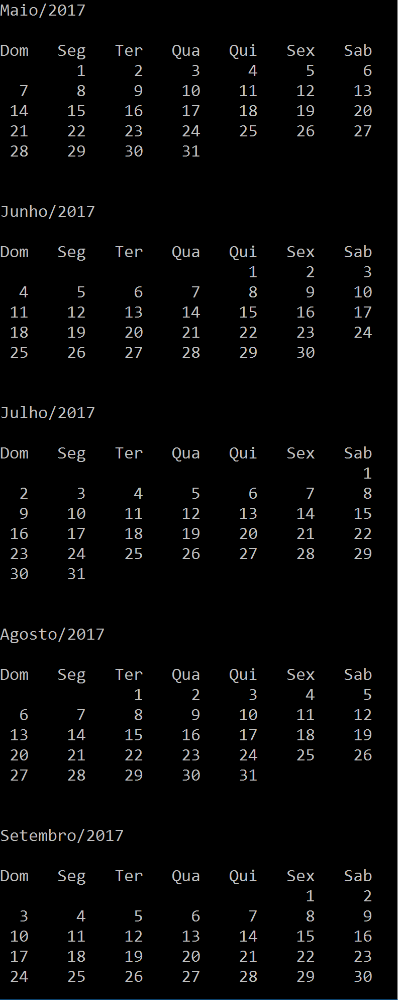 Maio/2017
Dom Seg Ter Qua Qui Sex Sab
1 2 3 4 5 6
7 8 9 10 11 12 13
14 15 16 17 18 19 20
21 22 23 24 25 26 27
28 29 30 31
Junho/2017
Dom Seg Ter Qua Qui Sex Sab
1 2 3
4 5 6 7 8 9 10
11 12 13 14 15 16 17
18 19 20 21 22 23 24
25 26 27 28 29 30
Julho/2017
Dom Seg Ter Qua Qui Sex Sab
1
2 3 4 5 6 7 8
9 10 11 12 13 14 15
16 17 18 19 20 21 22
23 24 25 26 27 28 29
30 31
Agosto/2017
Dom Seg Ter Qua Qui Sex Sab
1 2 3 4 5
6 7 8 9 10 11 12
13 14 15 16 17 18 19
20 21 22 23 24 25 26
27 28 29 30 31
Setembro/2017
Dom Seg Ter Qua Qui Sex Sab
1 2
3 4 5 6 7 8 9
10 11 12 13 14 15 16
17 18 19 20 21 22 23
24 25 26 27 28 29 30